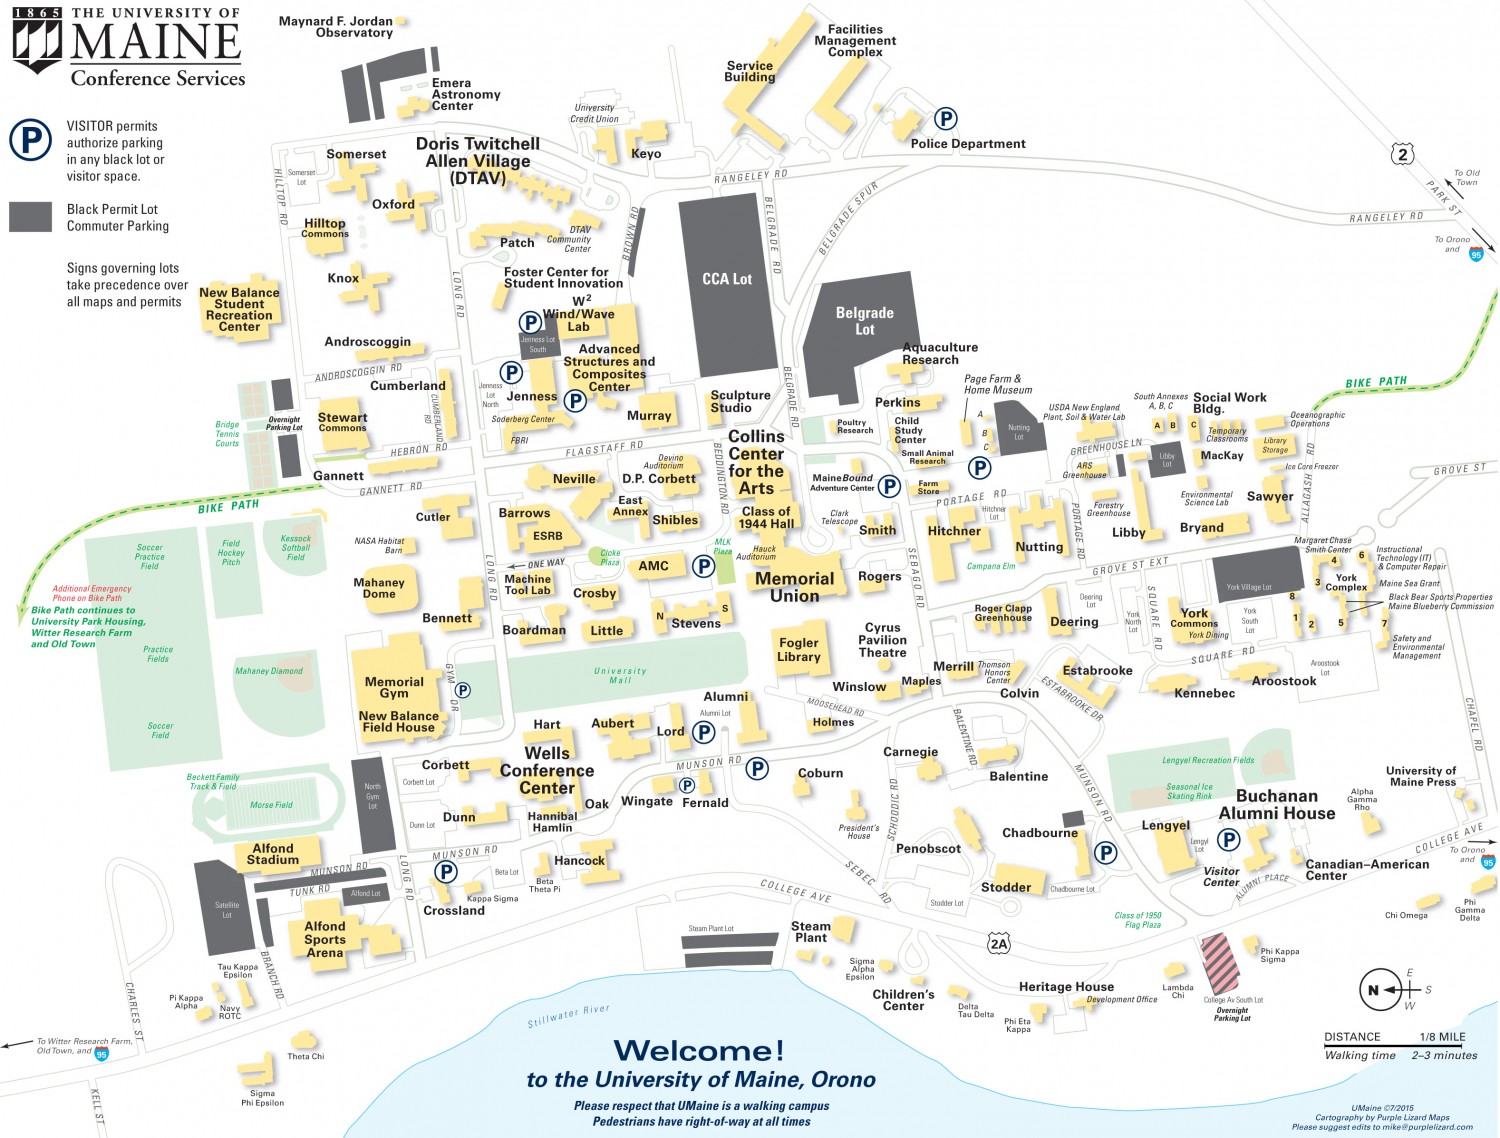 1865 THE UNIVERSITY OF
MAINE
Conference Services
P
VISITOR permits
authorize parking
in any black lot or
visitor space.
Black Permit Lot
Commuter Parking
Signs governing lots
take precedence over
all maps and permits
Maynard F. Jordan
Observatory
Emera
Astronomy
Center
University
Credit Union
Keyo
Service
Building
Facilities
Management
Complex
P
Police Department
2
To Old
Town
PARK ST
RANGELEY RD
To Orono
and 95
Somerset
Somerset
Lot
HILLTOP RD
Oxford
Doris Twitchell
Allen Village
(DTAV)
RANGELEY RD
BELGRADE RD
BELGRADE SPUR
Hilltop
Commons
Patch
DTAV
Community
Center
BROWN RD
Knox
LONG RD
Foster Center for
Student Innovation
CCA Lot
Belgrade
Lot
New Balance
Student
Recreation
Center
W2
Wind/Wave
Lab
P
Jenness Lot
South
Androscoggin
ANDROSCOGGIN RD
Advanced
Structures and
Composites
Center
P
Jenness
Lot
North
Jenness
P
Cumberland
CUMBERLAND
RD
Overnight
Parking Lot
Bridge
Tennis
Courts
Stewart
Commons
Soderberg Center
FBRI
Murray
Sculpture
Studio
BELGRADE RD
Aquaculture
Research
Page Farm &
Home Museum
A
B
C
Perkins
Poultry
Research
Child
Study
Center
Small Animal
Research
Nutting
Lot
USDA New England
Plant, Soil & Water Lab
South Annexes
A, B, C
A
B
C
Social Work
Bldg.
Temporary
Classrooms
Oceanographic
Operations
Library
Storage
BIKE PATH
HEBRON RD
FLAGSTAFF RD
Gannett
GANNETT RD
BIKE PATH
Neville
Devino
Auditorium
D.P. Corbett
BEDDINGTON RD
Collins
Center
for the
Arts
MaineBound
Adventure Center
P
Farm
Store
P
GREENHOUSE LN
ARS
Greenhouse
Libby
Lot
MacKay
Ice Core Freezer
GROVE ST
Environmental
Science Lab
Sawyer
ALLAGASH RD
Cutler
Barrows
East
Annex
Shibles
Class of
1944 Hall
Clark
Telescope
Smith
PORTAGE RD
Hitchner
Hitchner
Lot
Nutting
PORTAGE RD
Forestry
Greenhouse
Libby
Bryand
Soccer
Practice
Field
Field
Hockey
Pitch
Kessock
Softball
Field
NASA Habitat
Barn
ESRB
Cloke
Plaza
ONE WAY
MLK
Plaza
Hauck
Auditorium
Memorial
Union
AMC
P
Rogers
SEBAGO RD
Campana Elm
GROVE ST EXT
Margaret Chase
Smith Center
Instructional
Technology (IT)
& Computer Repair
York
Complex
1
2
3
4
5
6
7
8
Maine Sea Grant
Black Bear Sports Properties
Maine Blueberry Commission
Safety and
Environmental
Management
York Village Lot
Additional Emergency
Phone on Bike Path
Bike Path continues to
University Park Housing,
Witter Research Farm
and Old Town
Mahaney
Dome
LONG RD
Machine
Tool Lab
Crosby
Bennett
Boardman
Little
N
Stevens
S
Fogler
Library
Cyrus
Pavilion
Theatre
Roger Clapp
Greenhouse
Deering
Deering
Lot
York
North
Lot
SQUARE RD
York
Commons
York Dining
York
South
Lot
SQUARE RD
Practice
Fields
Mahaney Diamond
Memorial
Gym
New Balance
Field House
GYM DR
P
University
Mall
Winslow
Maples
Merrill
Thomson
Honors
Center
Colvin
Estabrooke
ESTABROOKE DR
Kennebec
Aroostook
Aroostook
Lot
Soccer
Field
Hart
Aubert
Lord
Alumni
Alumni Lot
P
MOOSEHEAD RD
Holmes
CHAPEL RD
Corbett
Corbett Lot
Wells
Conference
Center
MUNSON RD
P
Carnegie
BALENTINE RD
Balentine
Lengyel Recreation Fields
Seasonal Ice
Skating Rink
University of
Maine Press
Beckett Family
Track & Field
Morse Field
North
Gym
Lot
Dunn
Dunn Lot
Hannibal
Hamlin
Oak
Wingate
P
Fernald
Coburn
President's
House
SCHOODIC RD
MUNSON RD
Buchanan
Alumni House
Alpha
Gamma
Rho
Alfond
Stadium
MUNSON RD
TUNK RD
Alfond Lot
LONG RD
MUNSON RD
P
Beta Lot
Beta
Theta Pi
Hancock
Kappa Sigma
Crossland
Penobscot
Chadbourne
P
Chadbourne Lot
Stodder
Stodder Lot
Lengyel
Lengyl
Lot
P
Visitor
Center
ALUMNI PLACE
Canadian–American
Center
COLLEGE AVE
To Orono
and 95
Satellite
Lot
Alfond
Sports
Arena
BRANCH RD
COLLEGE AVE
SEBEC RD
Steam Plant Lot
Steam
Plant
2A
Class of 1950
Flag Plaza
Chi Omega
Phi
Gamma
Delta
CHARLES ST
Tau Kappa
Epsilon
Pi Kappa
Alpha
Navy
ROTC
Theta Chi
Sigma
Phi Epsilon
KELL ST
To Witter Research Farm,
Old Town, and 95
Sigma
Alpha
Epsilon
Children's
Center
Delta
Tau Delta
Heritage House
Development Office
Phi Eta
Kappa
Lambda
Chi
Phi Kappa
Sigma
College Av South Lot
Overnight
Parking Lot
N
E
S
W
DISTANCE 1/8 MILE
Walking time 2–3 minutes
Stillwater River
Welcome!
to the University of Maine, Orono
Please respect that UMaine is a walking campus
Pedestrians have right-of-way at all times
UMaine ©7/2015
Cartography by Purple Lizard Maps
Please suggest edits to mike@purplelizard.com